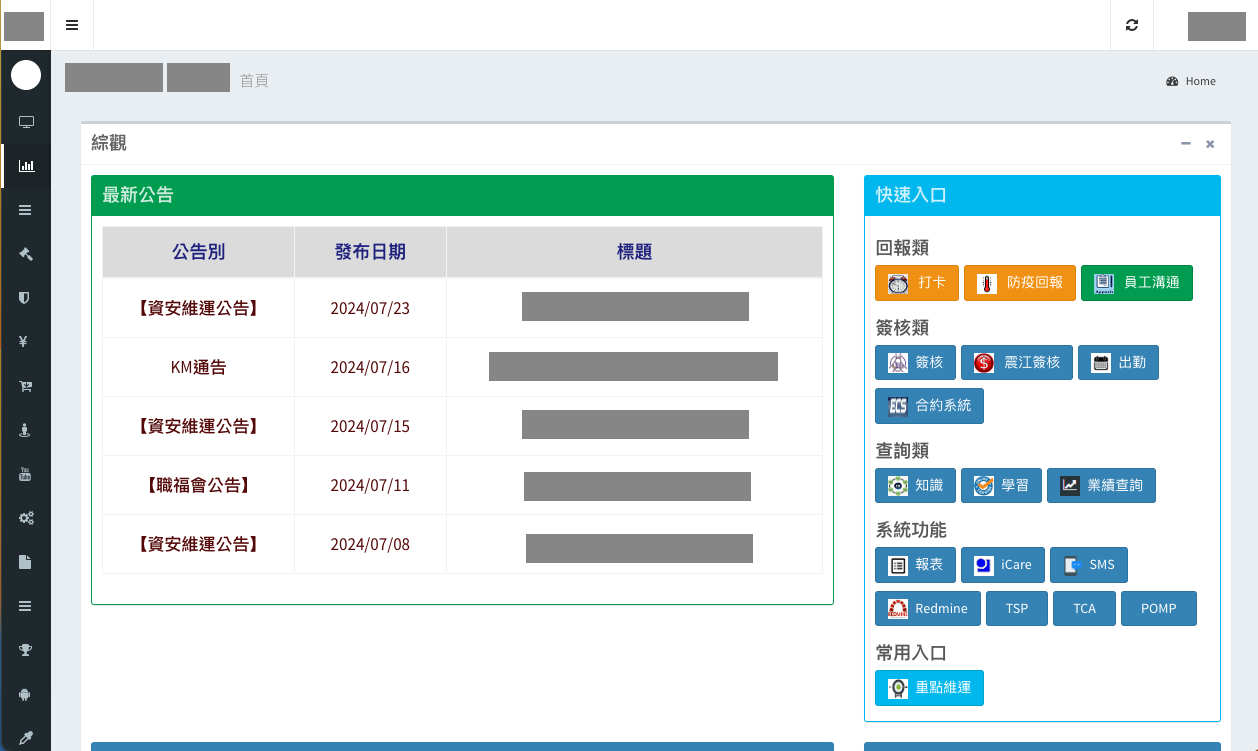 首頁
Home
綜觀
最新公告
公告別 發布日期 標題
【資安維運公告】 2024/07/23
KM通告 2024/07/16
【資安維運公告】 2024/07/15
【職福會公告】 2024/07/11
【資安維運公告】 2024/07/08
快速入口
回報類
打卡 防疫回報 員工溝通
簽核類
簽核 震江簽核 出勤
ECS 合約系統
查詢類
知識 學習 業績查詢
系統功能
報表 iCare SMS
REDMINE Redmine TSP TCA POMP
常用入口
重點維運